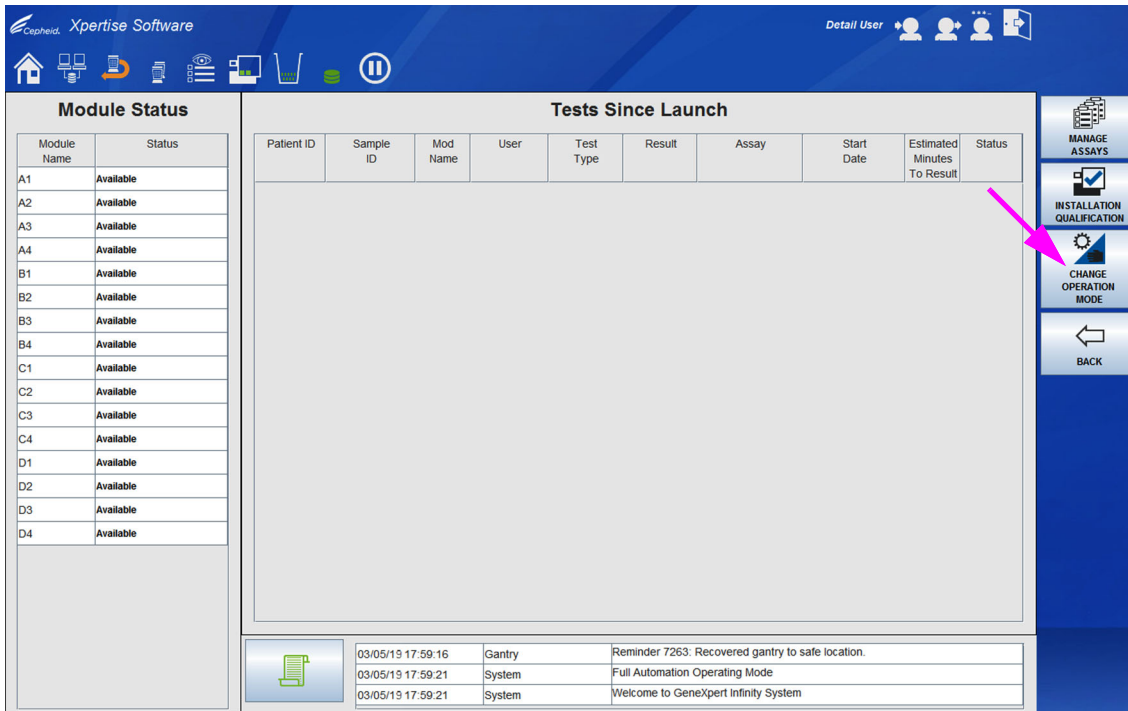 Cepheid. Xpertise Software
Detail User
Module Status
Tests Since Launch
Module Name Status
Patient ID Sample ID Mod Name User Test Type Result Assay Start Date Estimated Minutes To Result Status
A1 Available
A2 Available
A3 Available
A4 Available
B1 Available
B2 Available
B3 Available
B4 Available
C1 Available
C2 Available
C3 Available
C4 Available
D1 Available
D2 Available
D3 Available
D4 Available
03/05/19 17:59:16 Gantry Reminder 7263: Recovered gantry to safe location.
03/05/19 17:59:21 System Full Automation Operating Mode
03/05/19 17:59:21 System Welcome to GeneXpert Infinity System
MANAGE
ASSAYS
INSTALLATION
QUALIFICATION
CHANGE
OPERATION
MODE
BACK